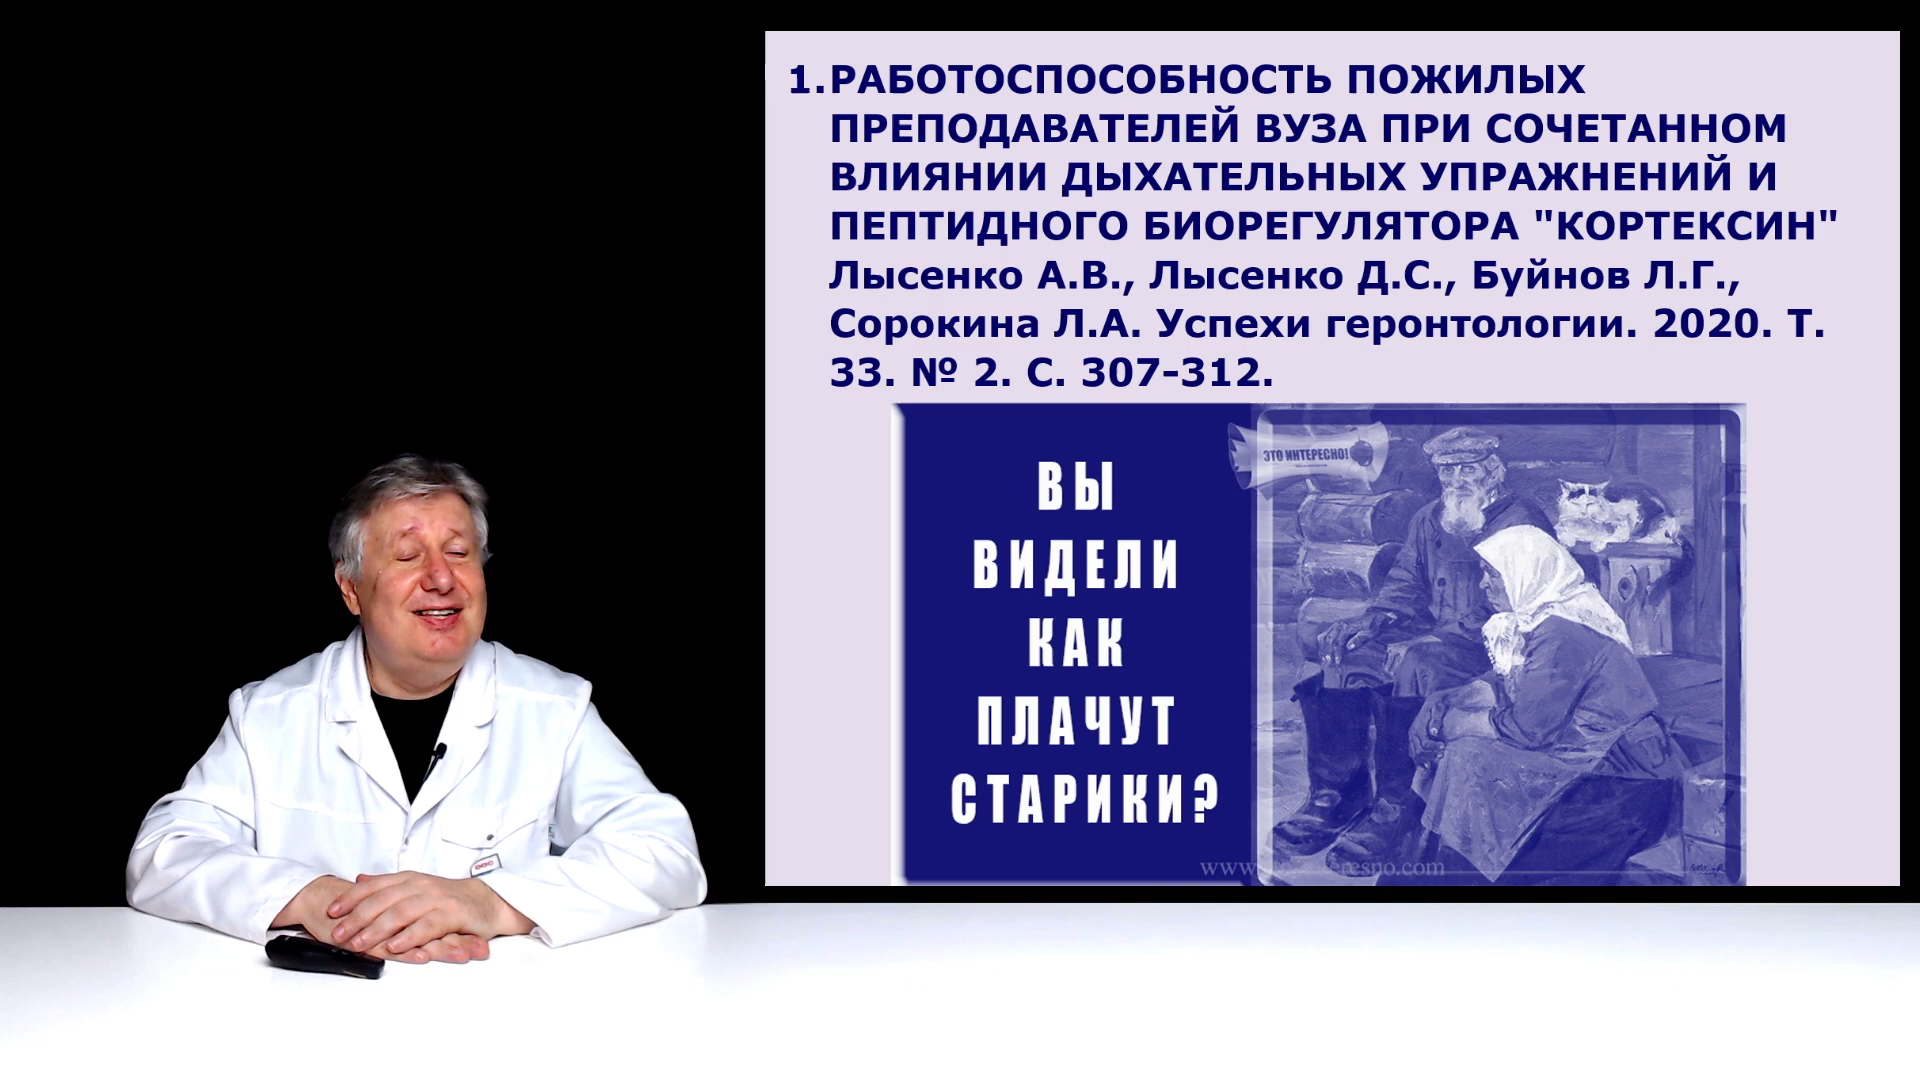 1.РАБОТОСПОСОБНОСТЬ ПОЖИЛЫХ
ПРЕПОДАВАТЕЛЕЙ ВУЗА ПРИ СОЧЕТАННОМ
ВЛИЯНИИ ДЫХАТЕЛЬНЫХ УПРАЖНЕНИЙ И
ПЕПТИДНОГО БИОРЕГУЛЯТОРА "КОРТЕКСИН"
Лысенко А.В., Лысенко Д.С., Буйнов Л.Г.,
Сорокина Л.А. Успехи геронтологии. 2020. Т.
33. № 2. С. 307-312.
ЭТО ИНТЕРЕСНО!
ВЫ
ВИДЕЛИ
КАК
ПЛАЧУТ
СТАРИКИ?